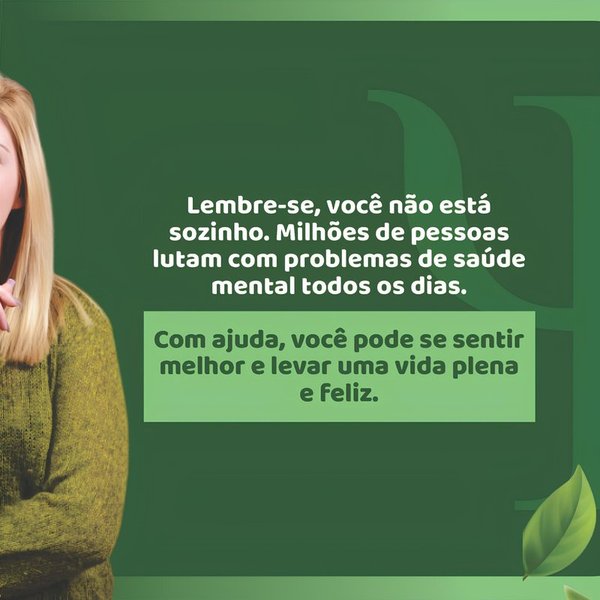 Lembre-se, você não está
sozinho. Milhões de pessoas
lutam com problemas de saúde
mental todos os dias.
Com ajuda, você pode se sentir
melhor e levar uma vida plena
e feliz.